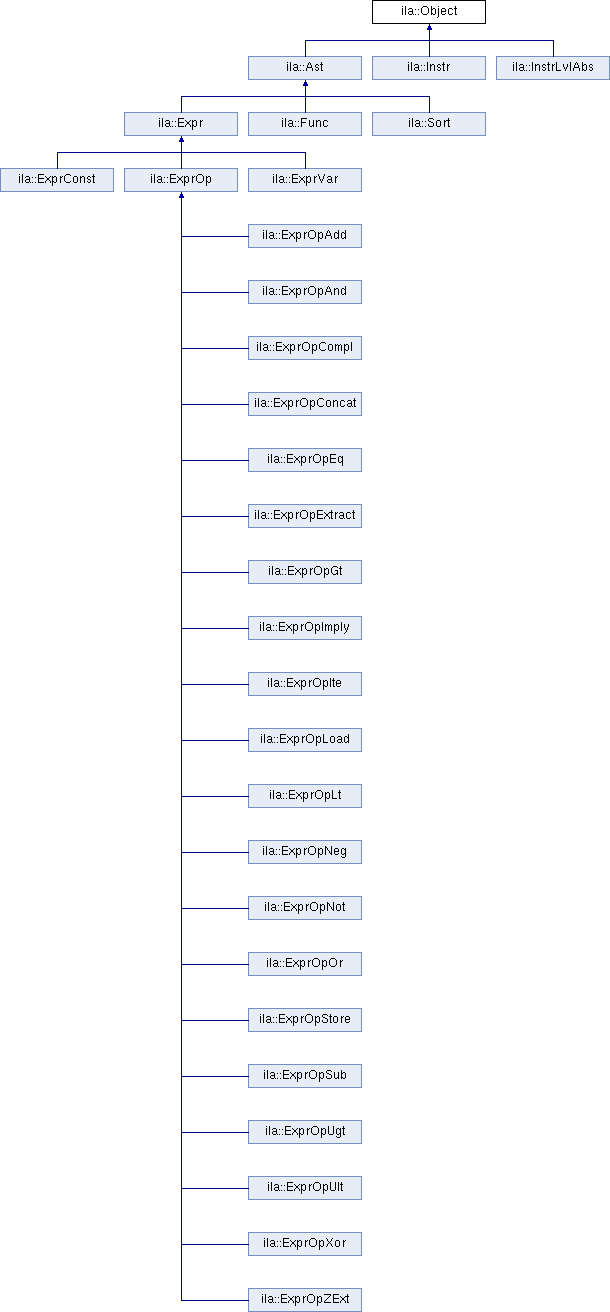 ila::Object
ila::Ast
ila::Instr
ila::InstrLvlAbs
ila::Expr
ila::Func
ila::Sort
ila::ExprConst
ila::ExprOp
ila::ExprVar
ila::ExprOpAdd
ila::ExprOpAnd
ila::ExprOpCompl
ila::ExprOpConcat
ila::ExprOpEq
ila::ExprOpExtract
ila::ExprOpGt
ila::ExprOpImply
ila::ExprOpIte
ila::ExprOpLoad
ila::ExprOpLt
ila::ExprOpNeg
ila::ExprOpNot
ila::ExprOpOr
ila::ExprOpStore
ila::ExprOpSub
ila::ExprOpUgt
ila::ExprOpUlt
ila::ExprOpXor
ila::ExprOpZExt